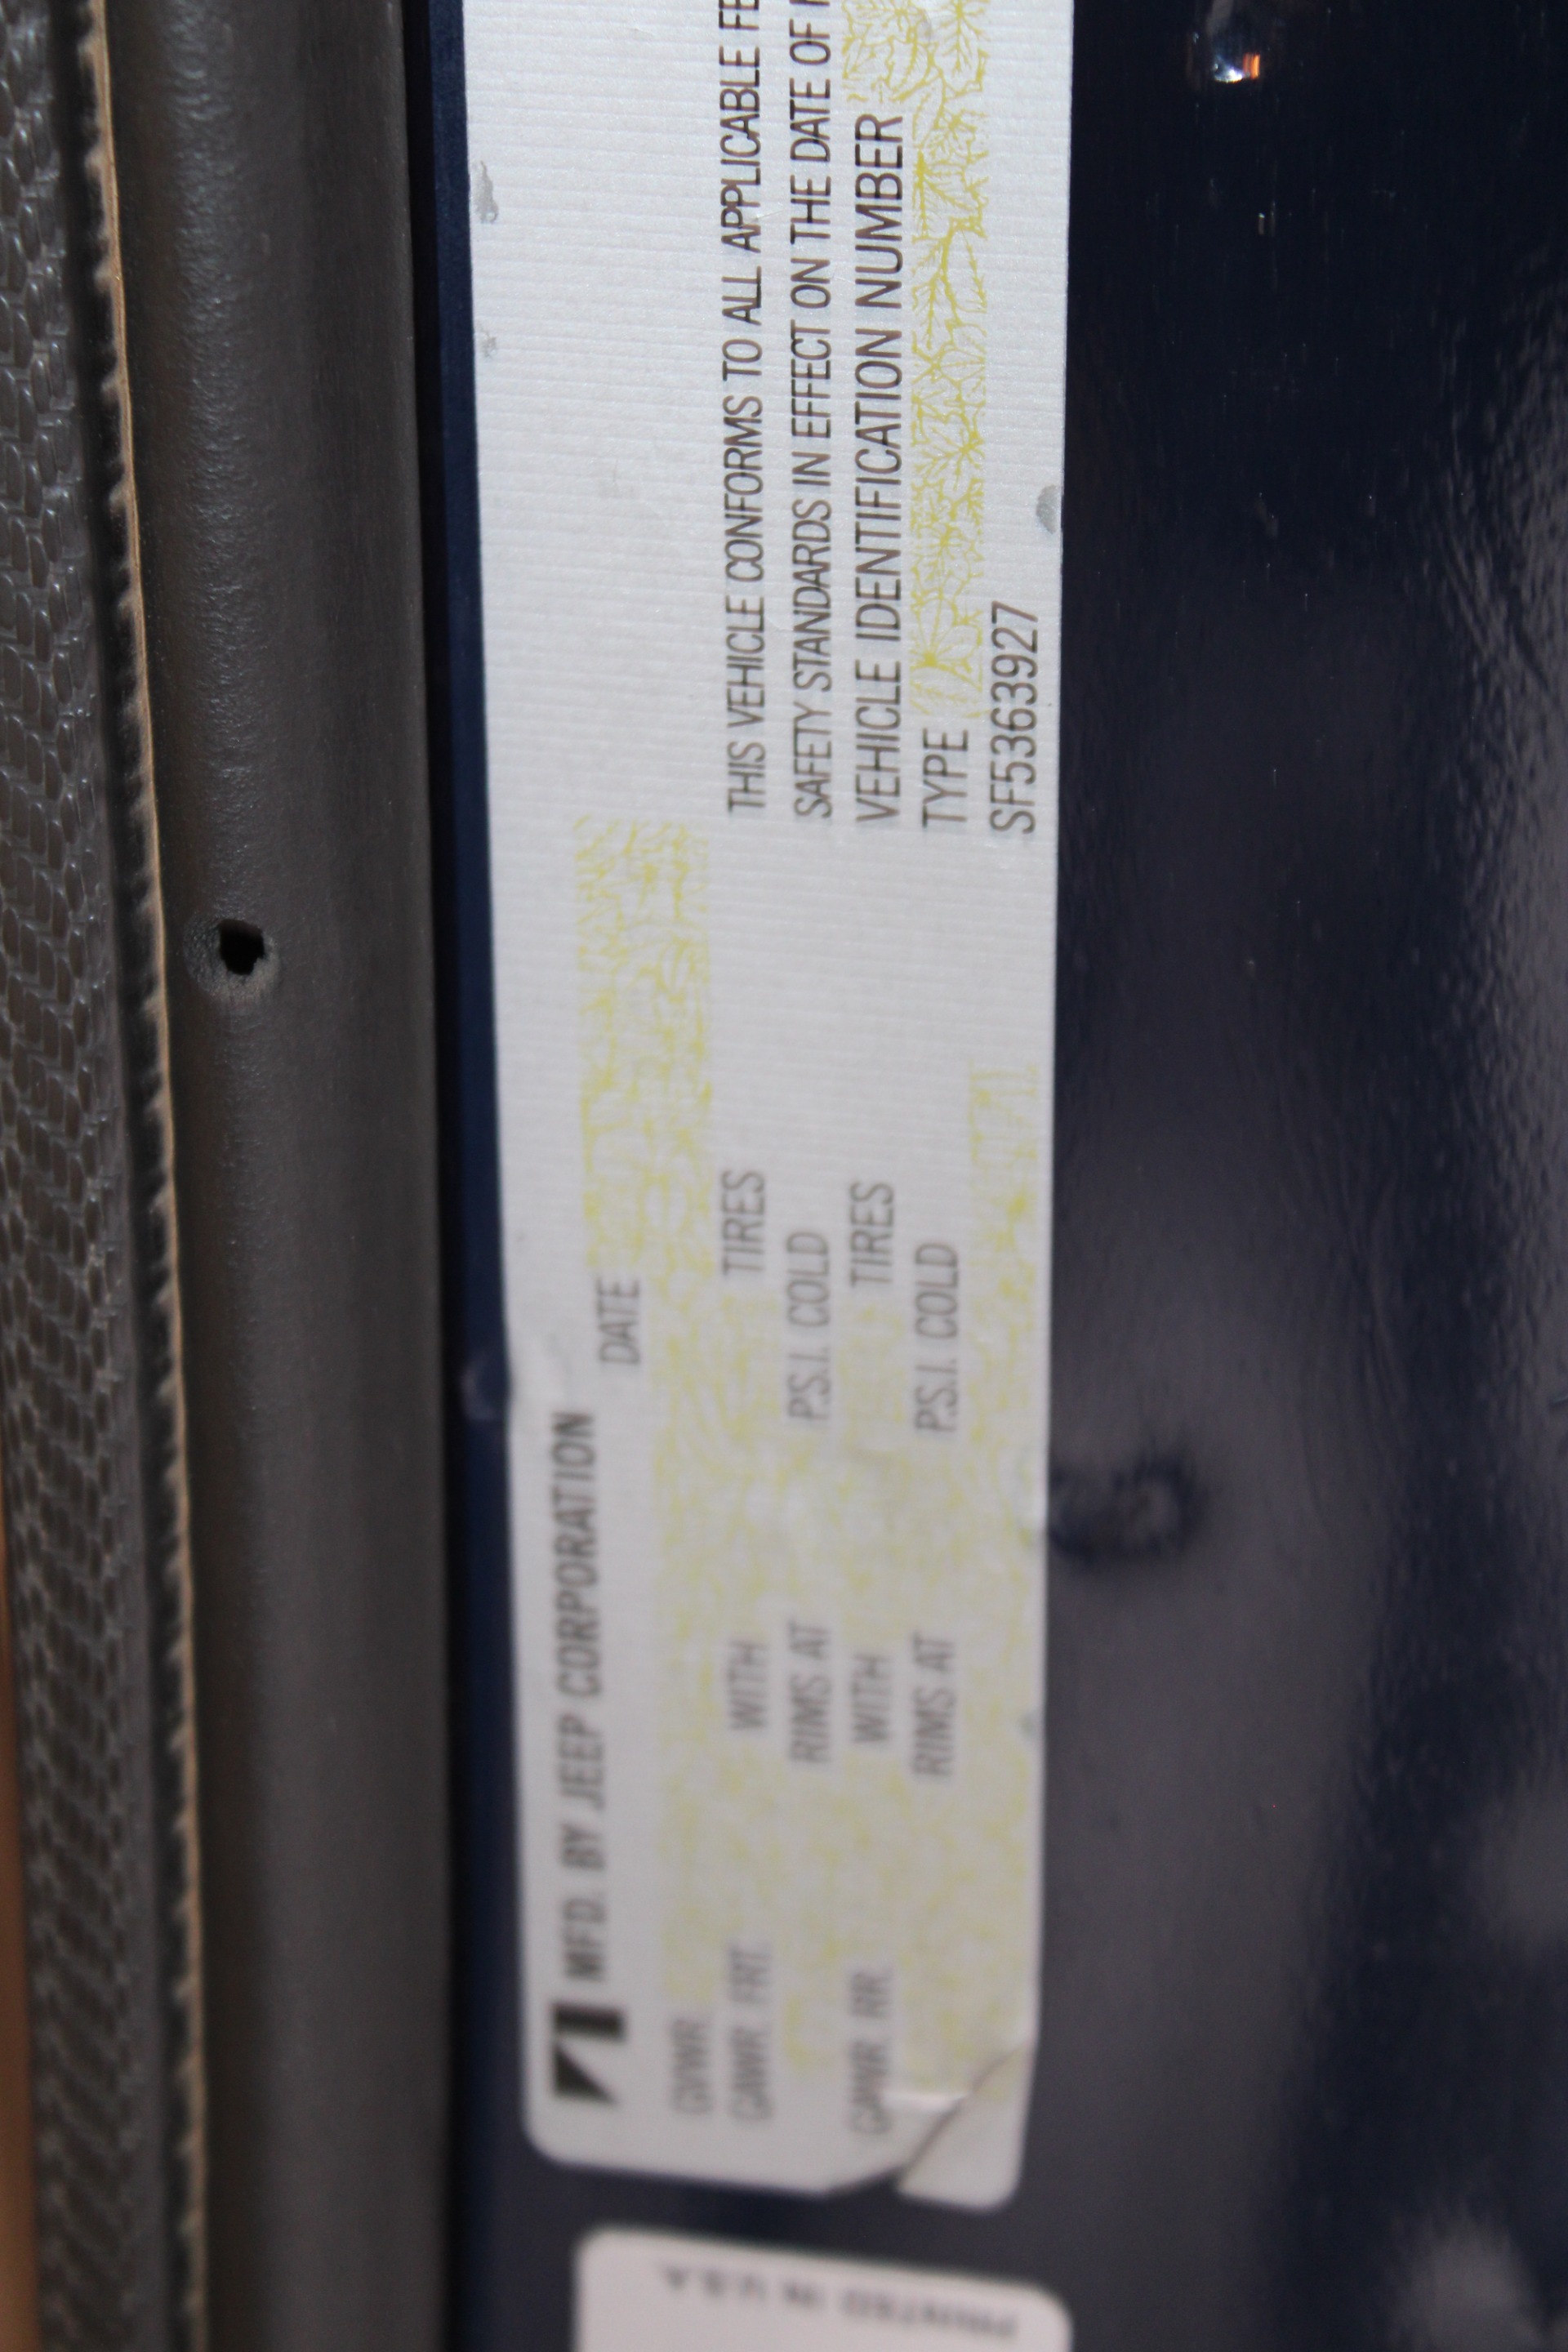 MFD. BY JEEP CORPORATION
DATE
GVWR
GAWR FRT. WITH TIRES
RIMS AT P.S.I. COLD
GAWR RR. WITH TIRES
RIMS AT P.S.I. COLD
THIS VEHICLE CONFORMS TO ALL APPLICABLE FE
SAFETY STANDARDS IN EFFECT ON THE DATE OF
VEHICLE IDENTIFICATION NUMBER
TYPE
SF5363927
PRINTED IN U.S.A.